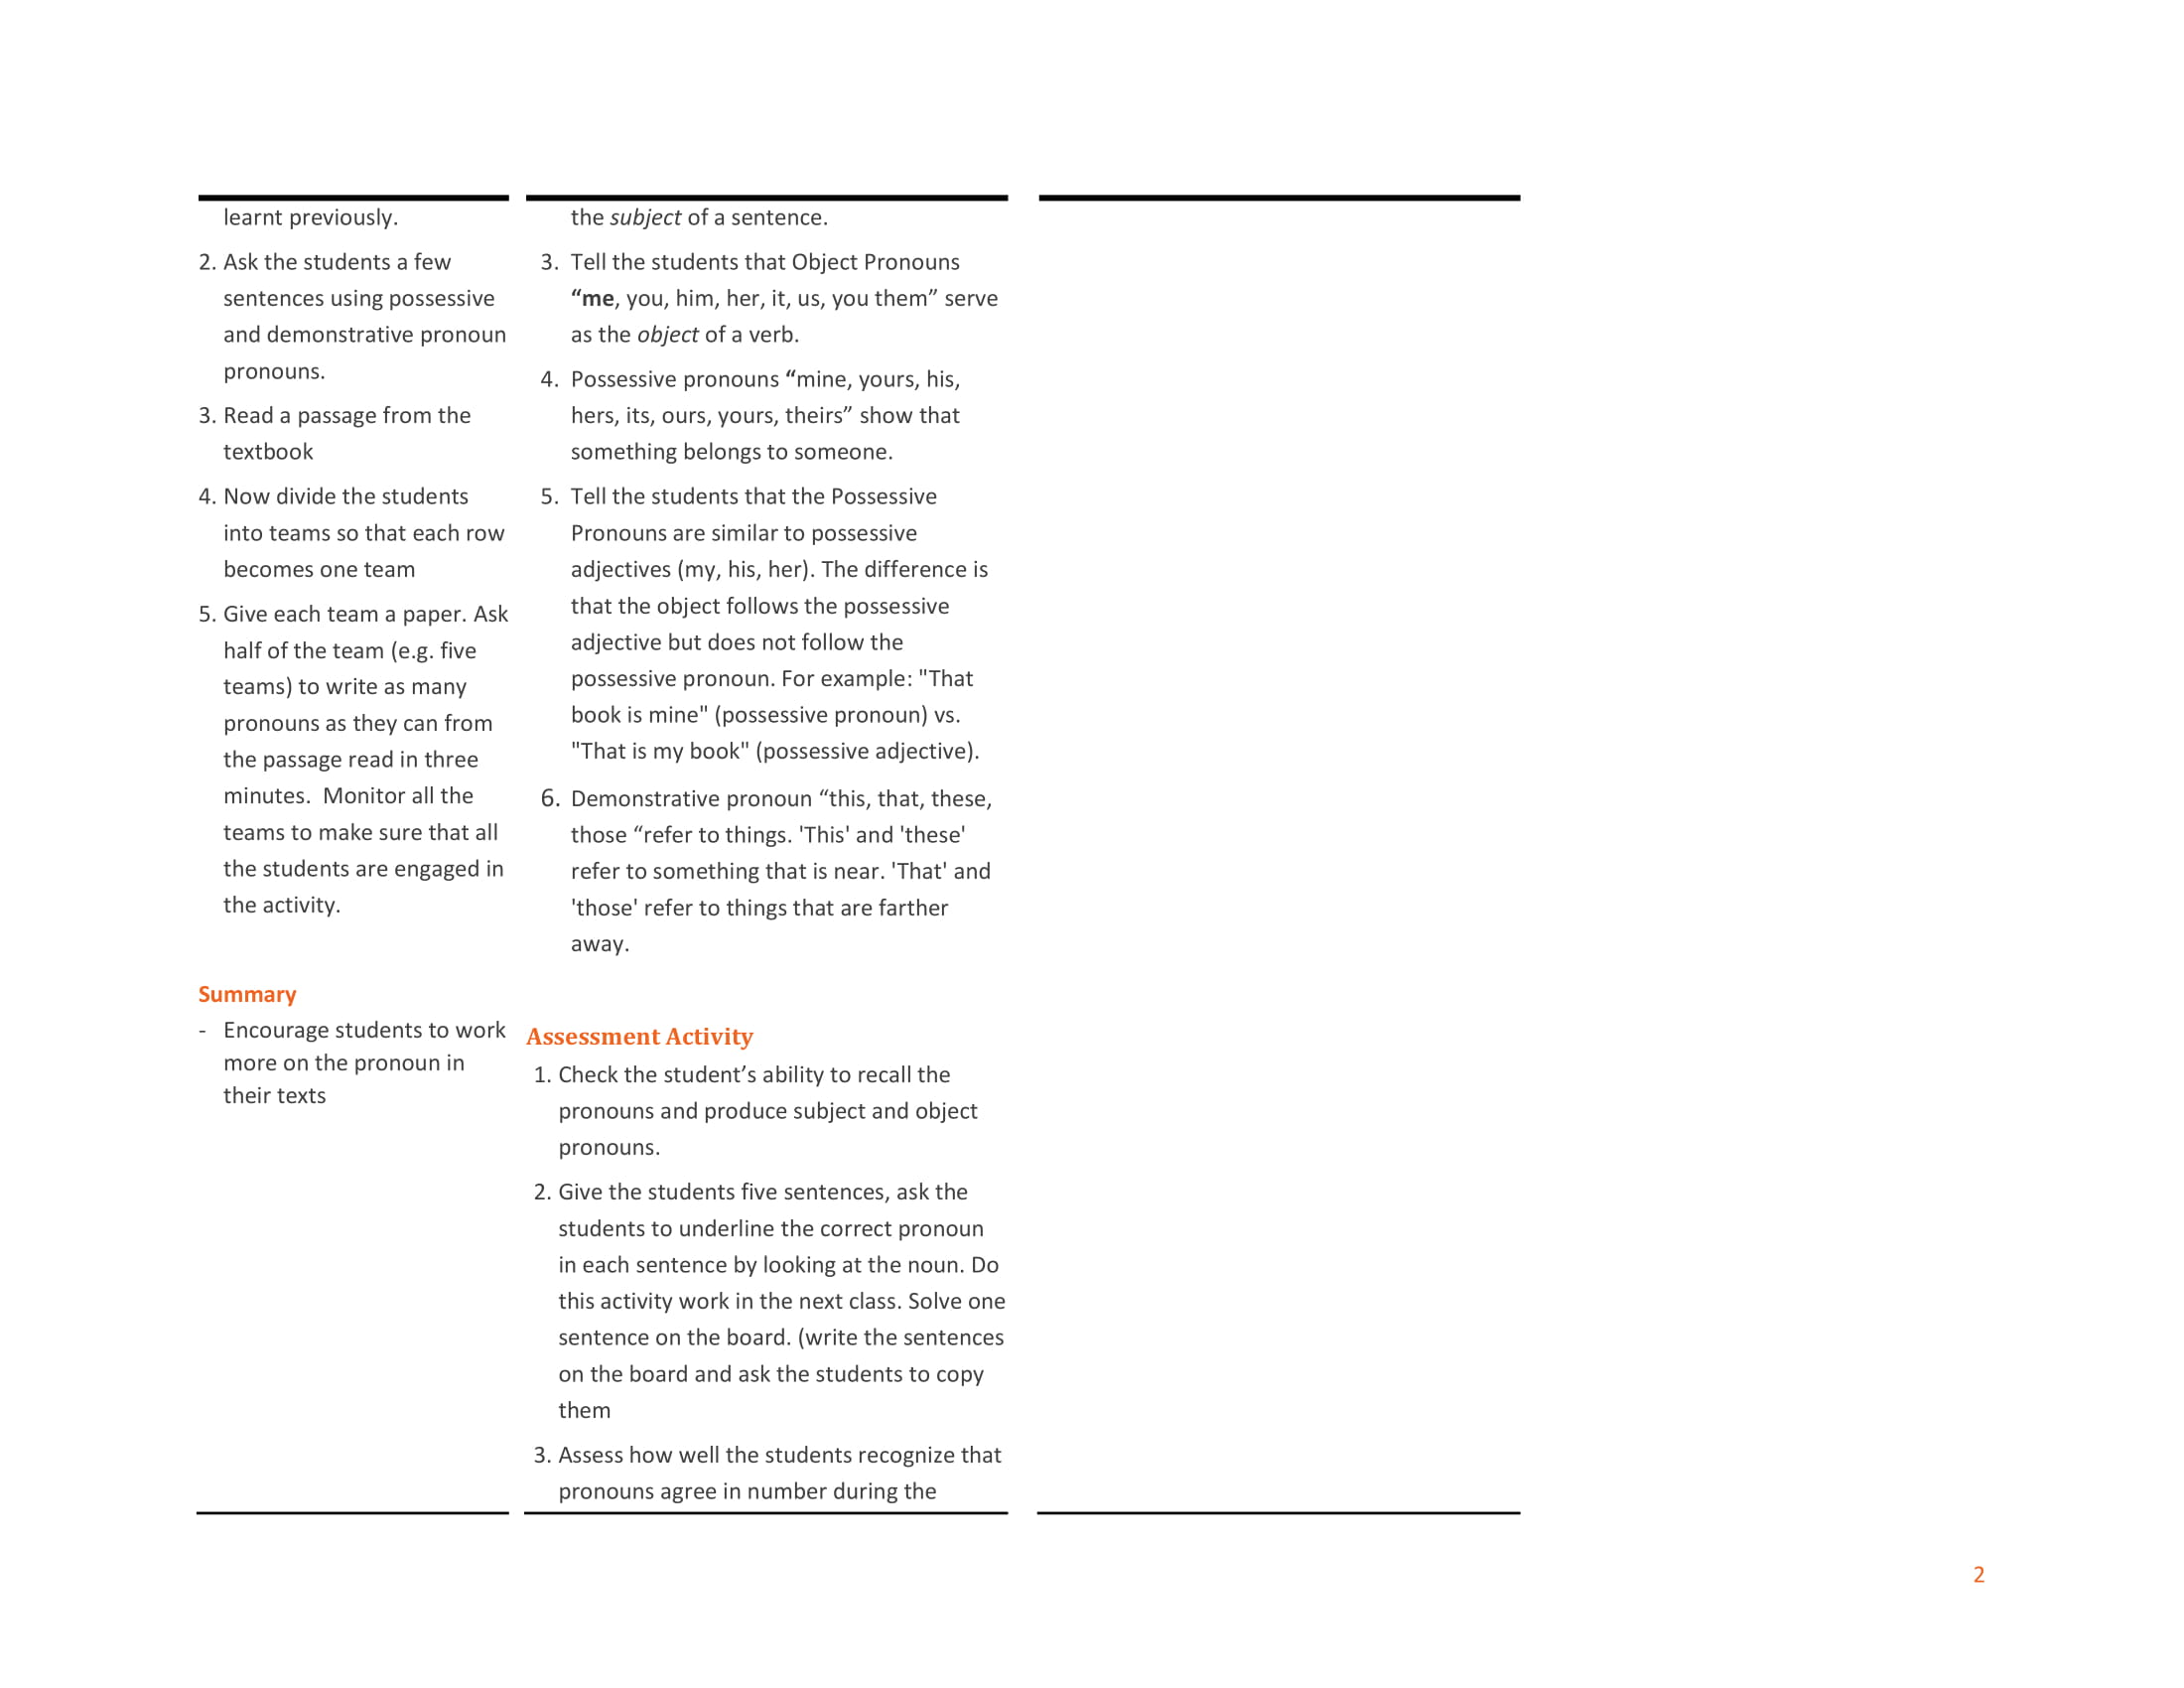 learnt previously.
2. Ask the students a few
sentences using possessive
and demonstrative pronoun
pronouns.
3. Read a passage from the
textbook
4. Now divide the students
into teams so that each row
becomes one team
5. Give each team a paper. Ask
half of the team (e.g. five
teams) to write as many
pronouns as they can from
the passage read in three
minutes.  Monitor all the
teams to make sure that all
the students are engaged in
the activity.
Summary
- Encourage students to work
more on the pronoun in
their texts
the subject of a sentence.
3. Tell the students that Object Pronouns
“me, you, him, her, it, us, you them” serve
as the object of a verb.
4. Possessive pronouns “mine, yours, his,
hers, its, ours, yours, theirs” show that
something belongs to someone.
5. Tell the students that the Possessive
Pronouns are similar to possessive
adjectives (my, his, her). The difference is
that the object follows the possessive
adjective but does not follow the
possessive pronoun. For example: "That
book is mine" (possessive pronoun) vs.
"That is my book" (possessive adjective).
6. Demonstrative pronoun “this, that, these,
those “refer to things. 'This' and 'these'
refer to something that is near. 'That' and
'those' refer to things that are farther
away.
Assessment Activity
1. Check the student’s ability to recall the
pronouns and produce subject and object
pronouns.
2. Give the students five sentences, ask the
students to underline the correct pronoun
in each sentence by looking at the noun. Do
this activity work in the next class. Solve one
sentence on the board. (write the sentences
on the board and ask the students to copy
them
3. Assess how well the students recognize that
pronouns agree in number during the
2